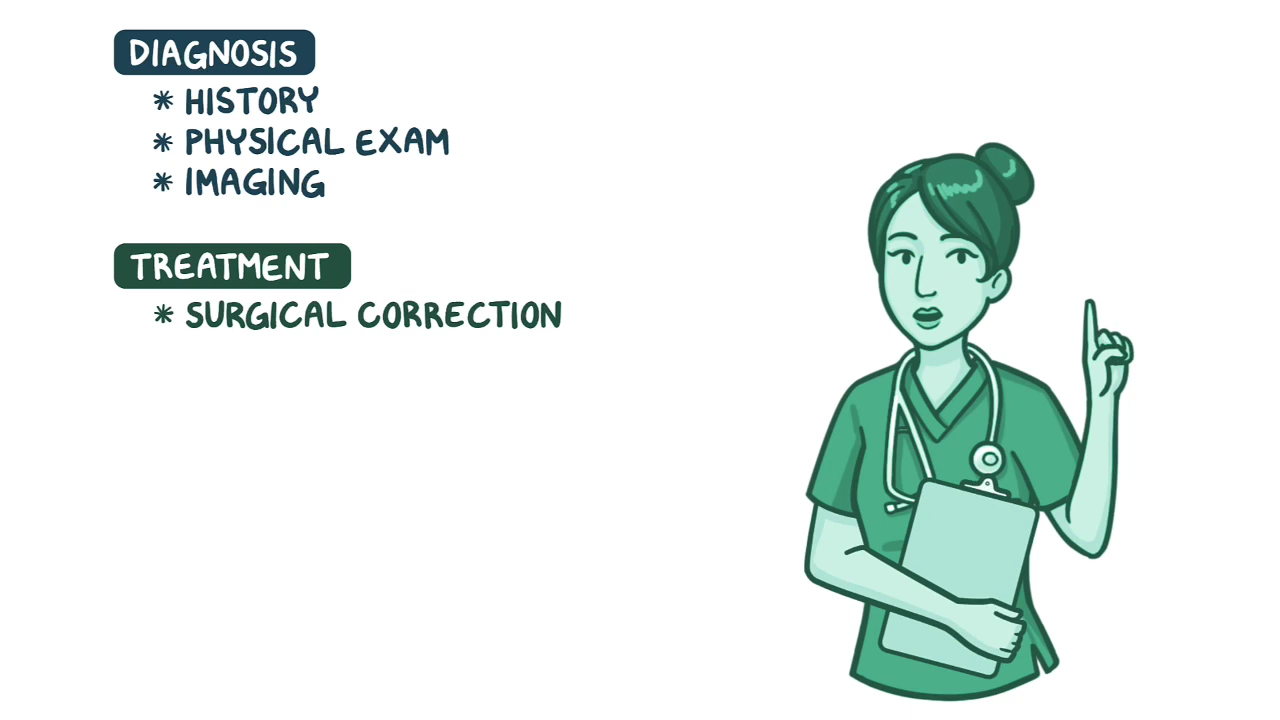 DIAGNOSIS
* HISTORY
* PHYSICAL EXAM
* IMAGING
TREATMENT
* SURGICAL CORRECTION